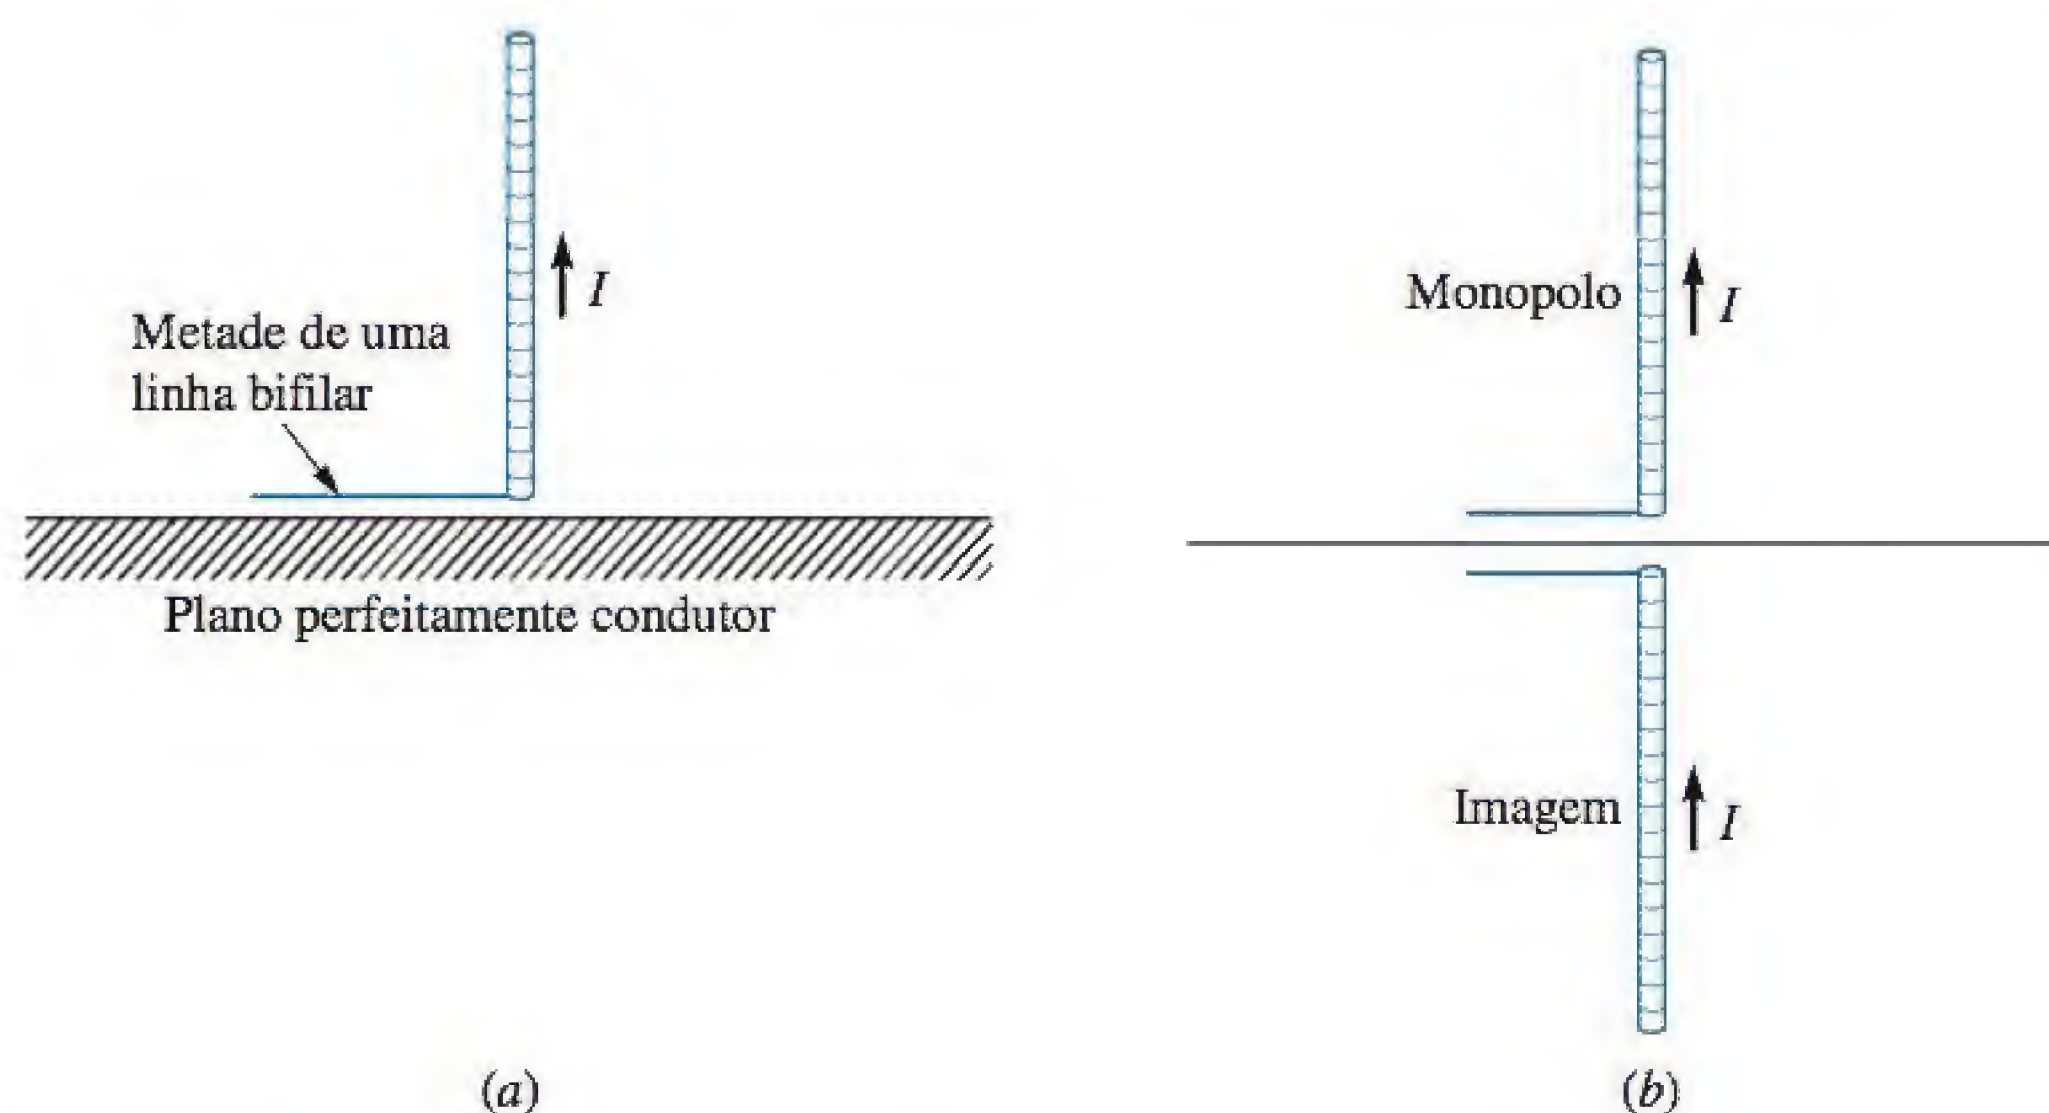 Metade de uma
linha bifilar
I
Plano perfeitamente condutor
(a)
Monopolo
I
Imagem
I
(b)